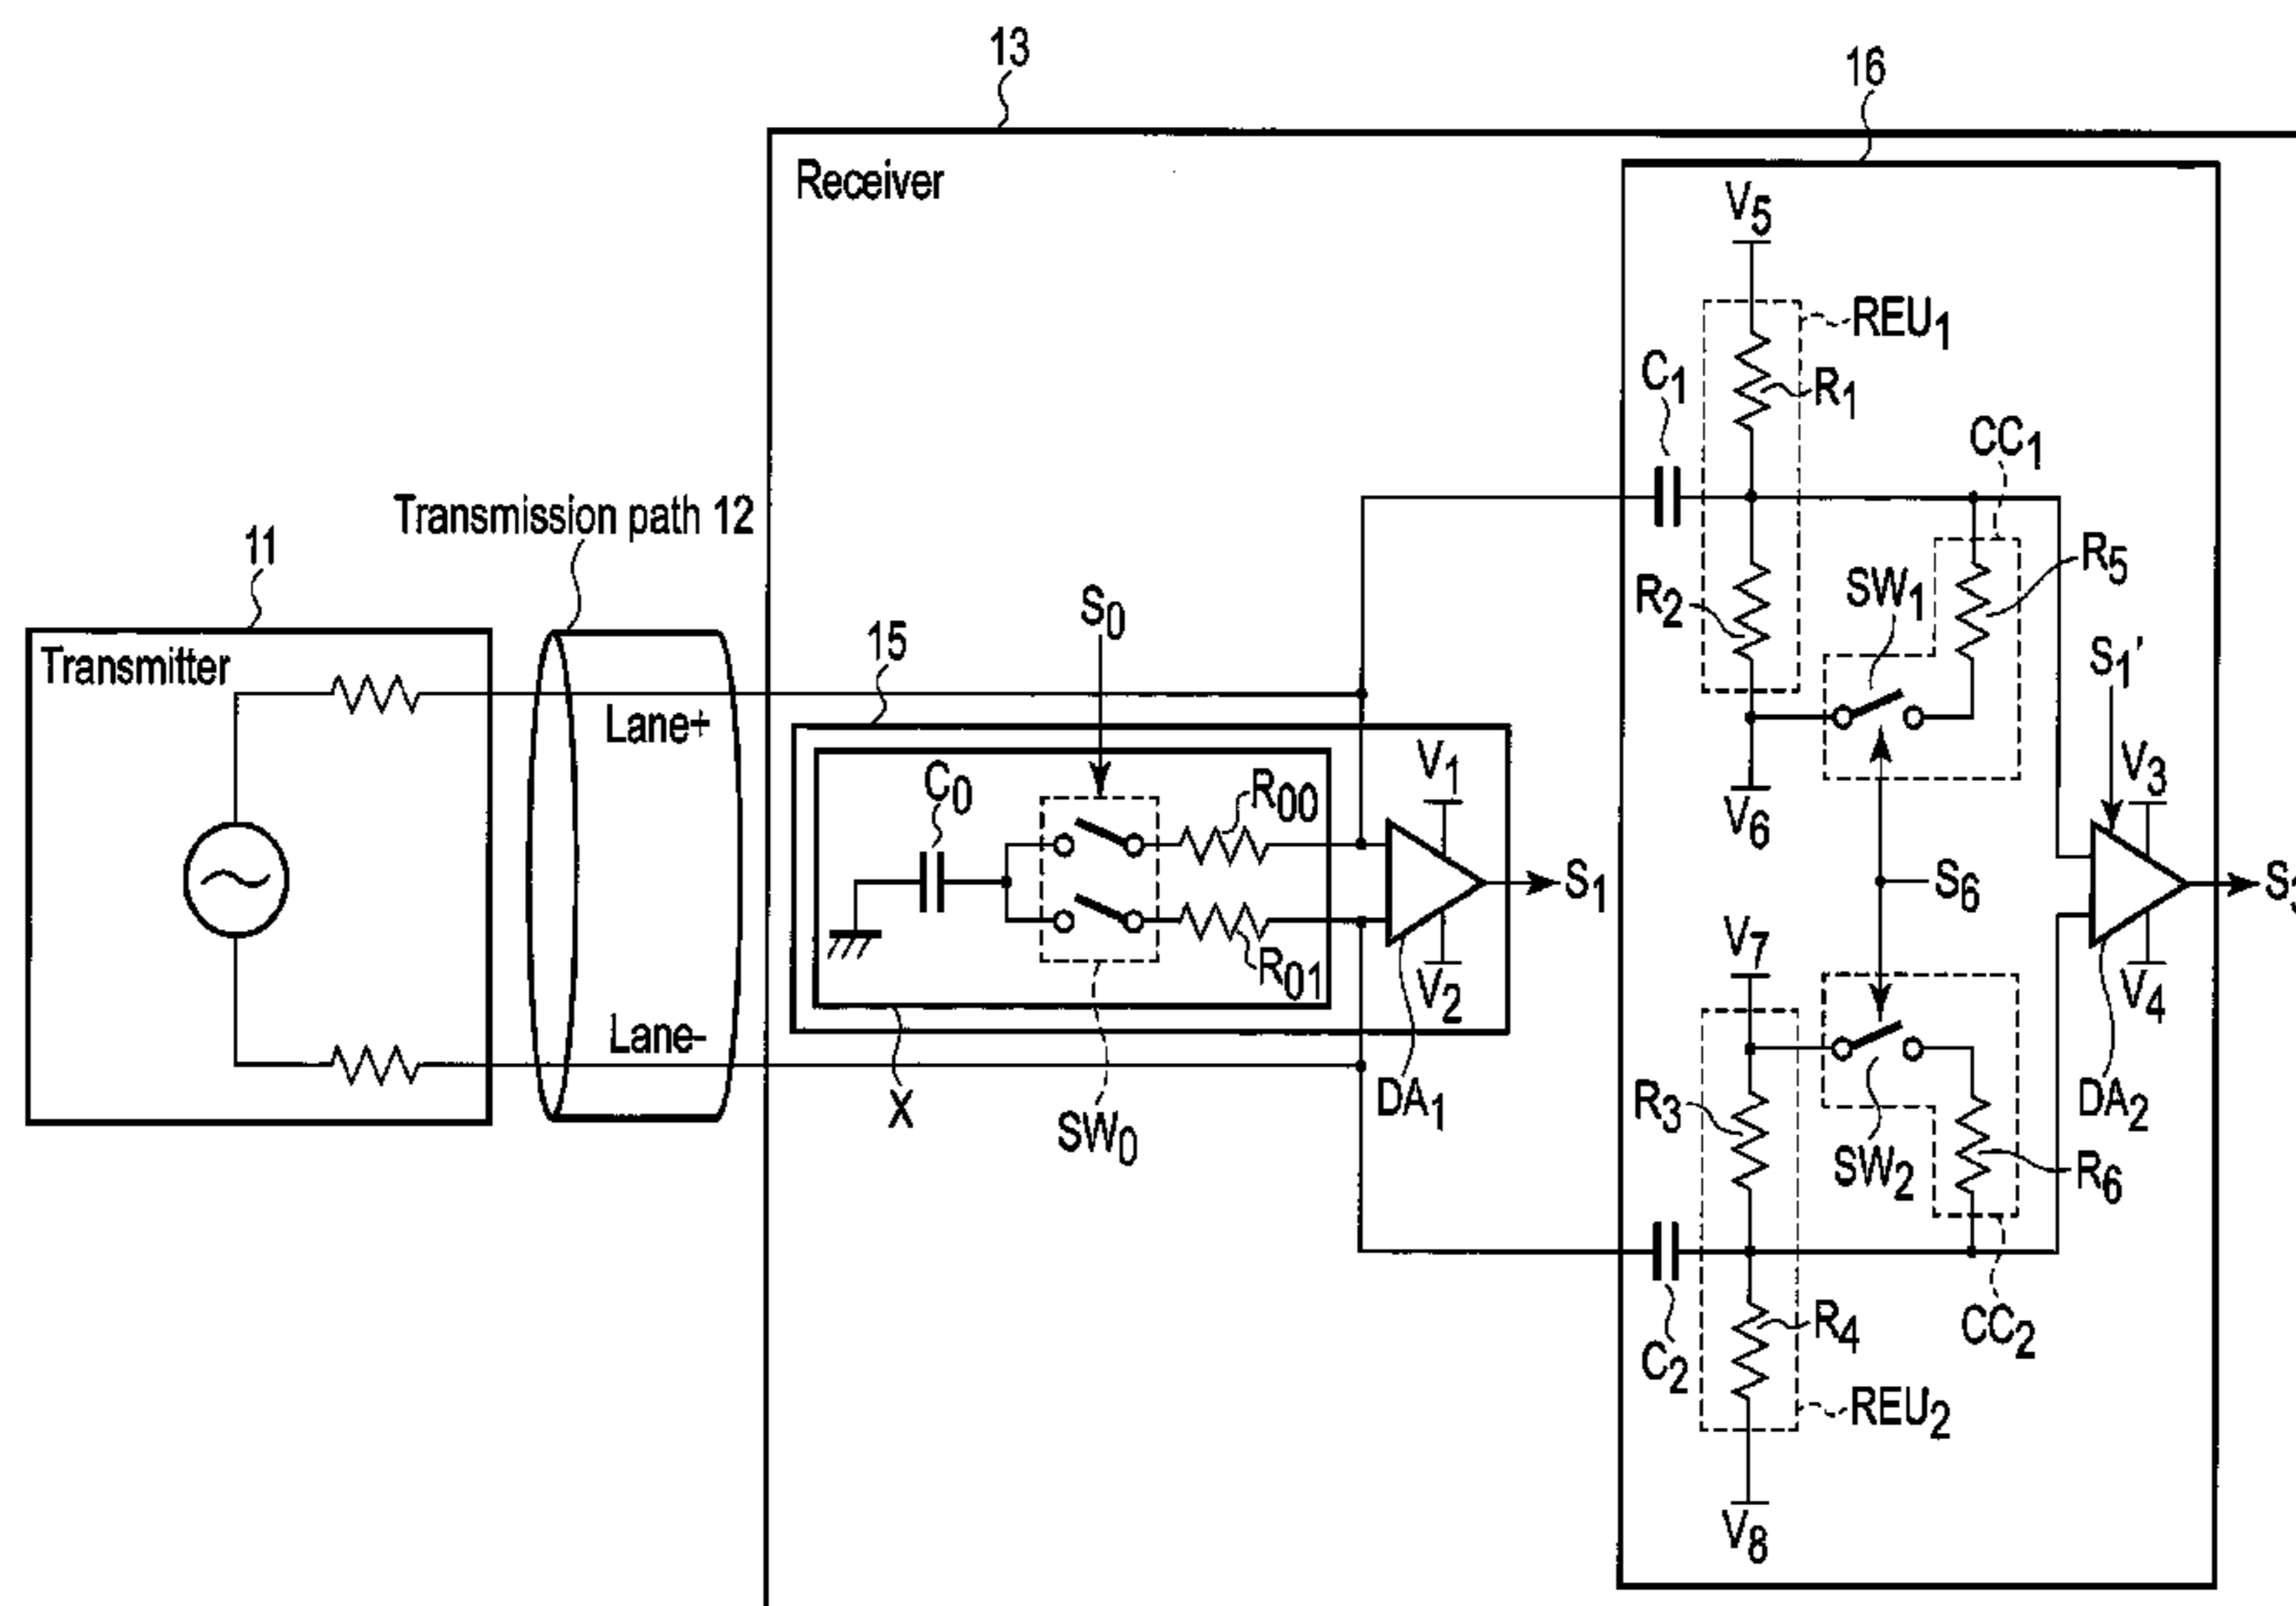 13
16
Receiver
V5
REU1
R1
C1
CC1
Transmission path 12
11
R5
SW1
R2
S0
15
S1'
Transmitter
Lane+
V3
V1
C0
R00
V6
S1
S6
V7
R01
V2
V4
Lane-
R3
DA1
DA2
X
SW0
SW2
R6
R4
CC2
C2
REU2
V8